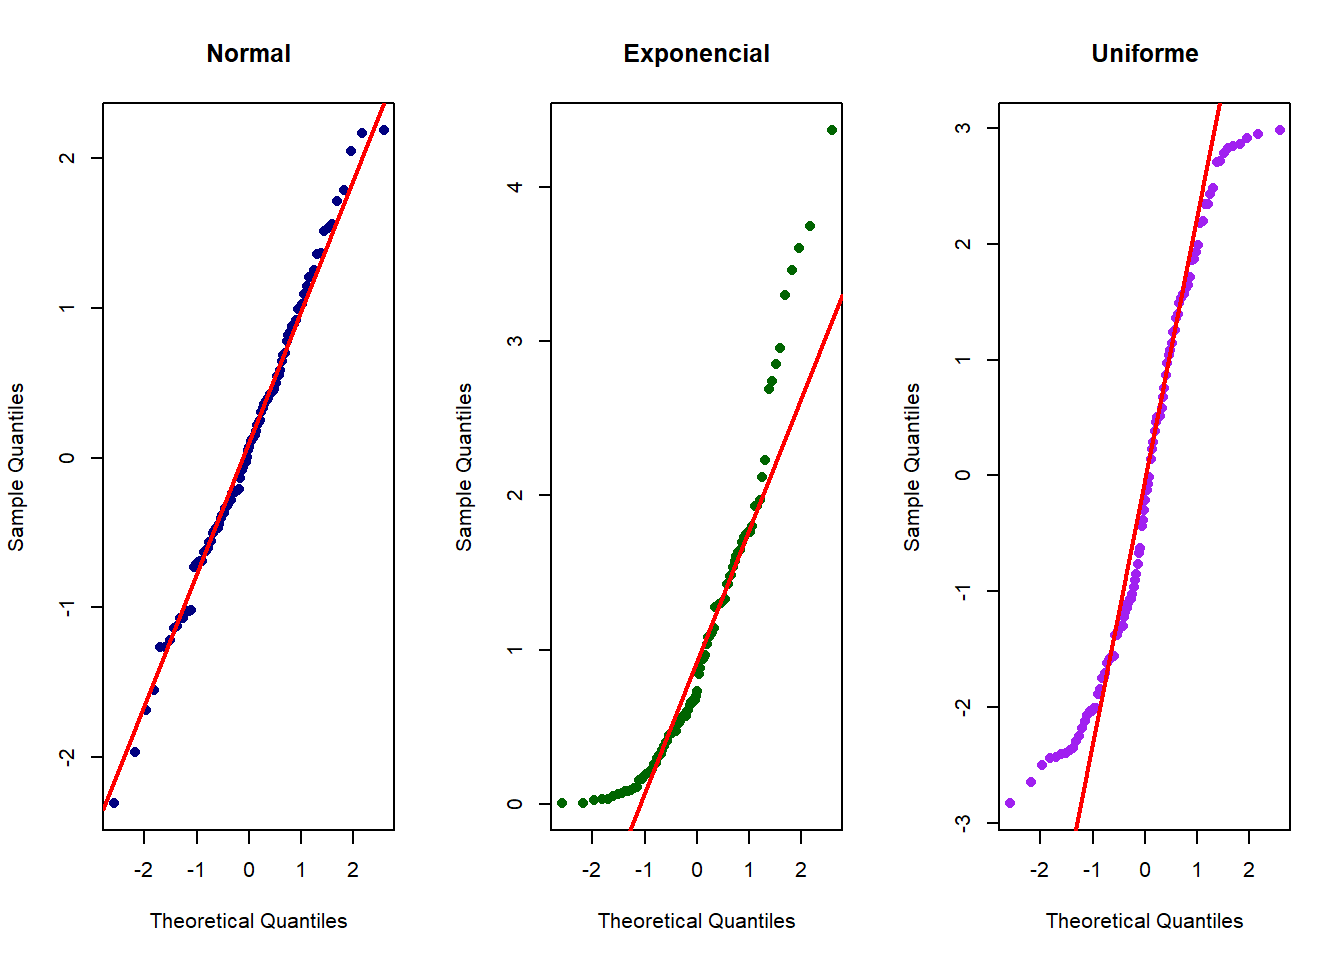 Normal
Sample Quantiles
2
1
0
-1
-2
-2 -1 0 1 2
Theoretical Quantiles
Exponencial
Sample Quantiles
4
3
2
1
0
-2 -1 0 1 2
Theoretical Quantiles
Uniforme
Sample Quantiles
3
2
1
0
-1
-2
-3
-2 -1 0 1 2
Theoretical Quantiles